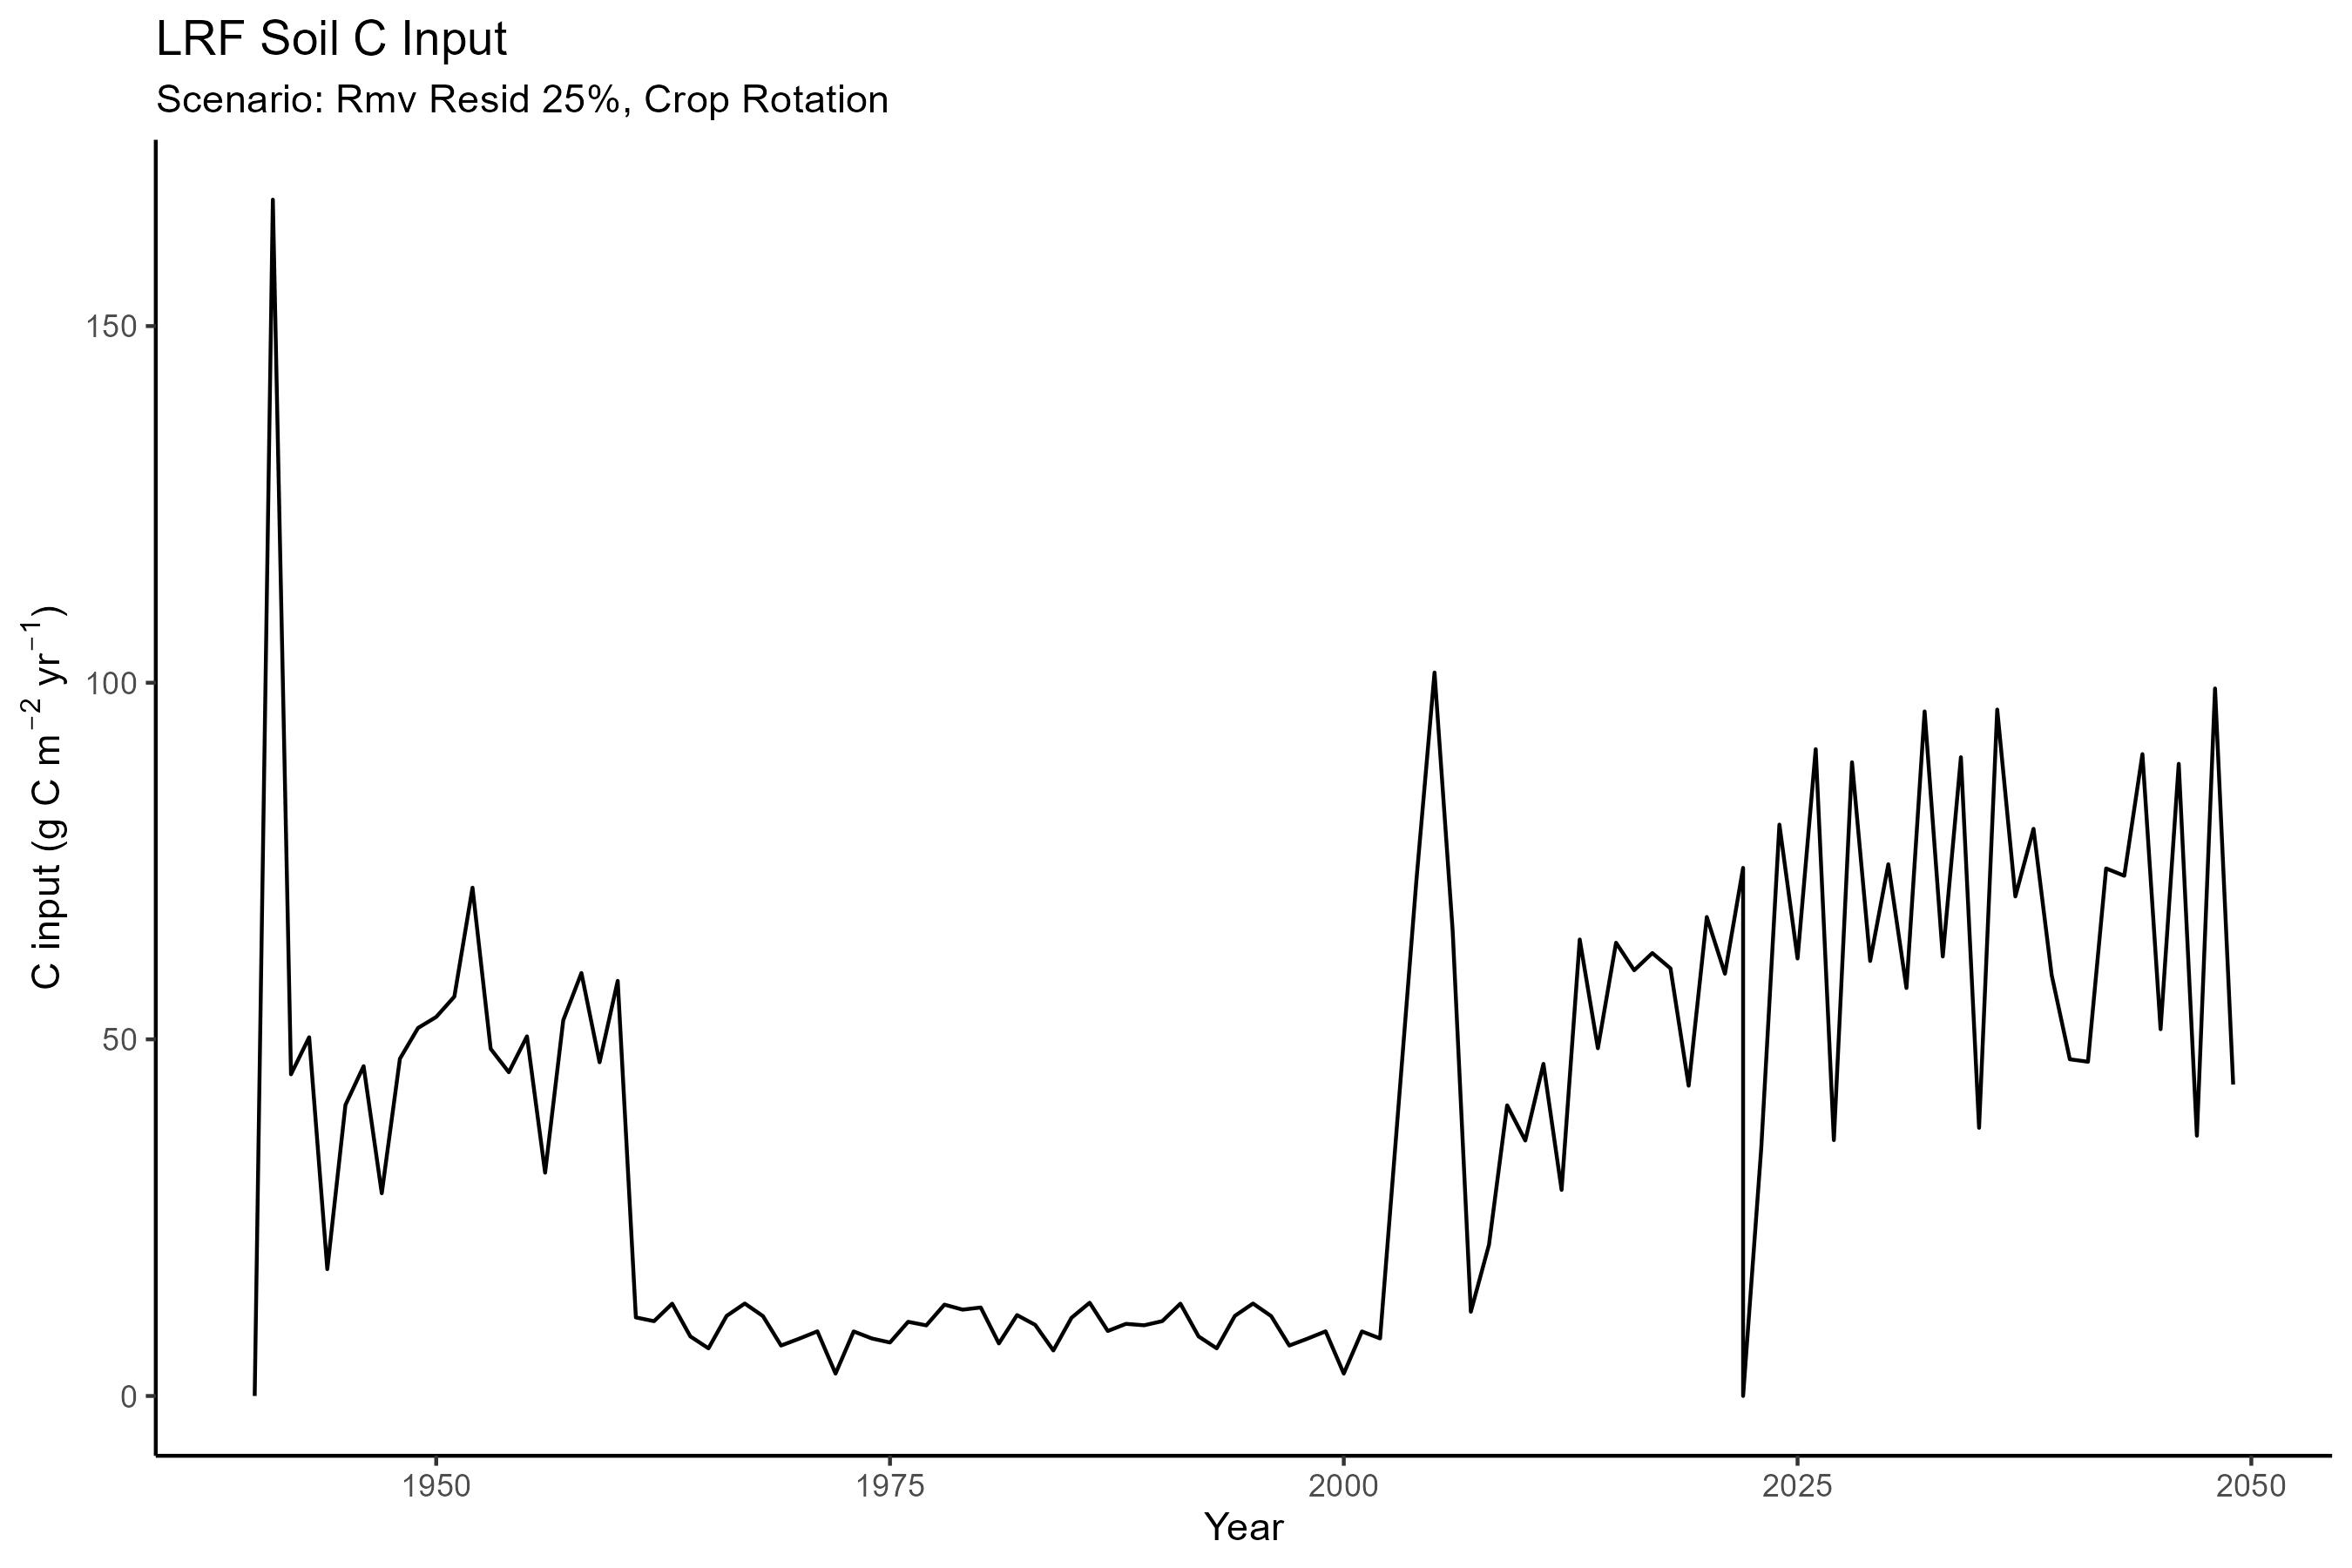 LRF Soil C Input
Scenario: Rmv Resid 25%, Crop Rotation
C input (g C m⁻² yr⁻¹)
150
100
50
0
1950 1975 2000 2025 2050
Year